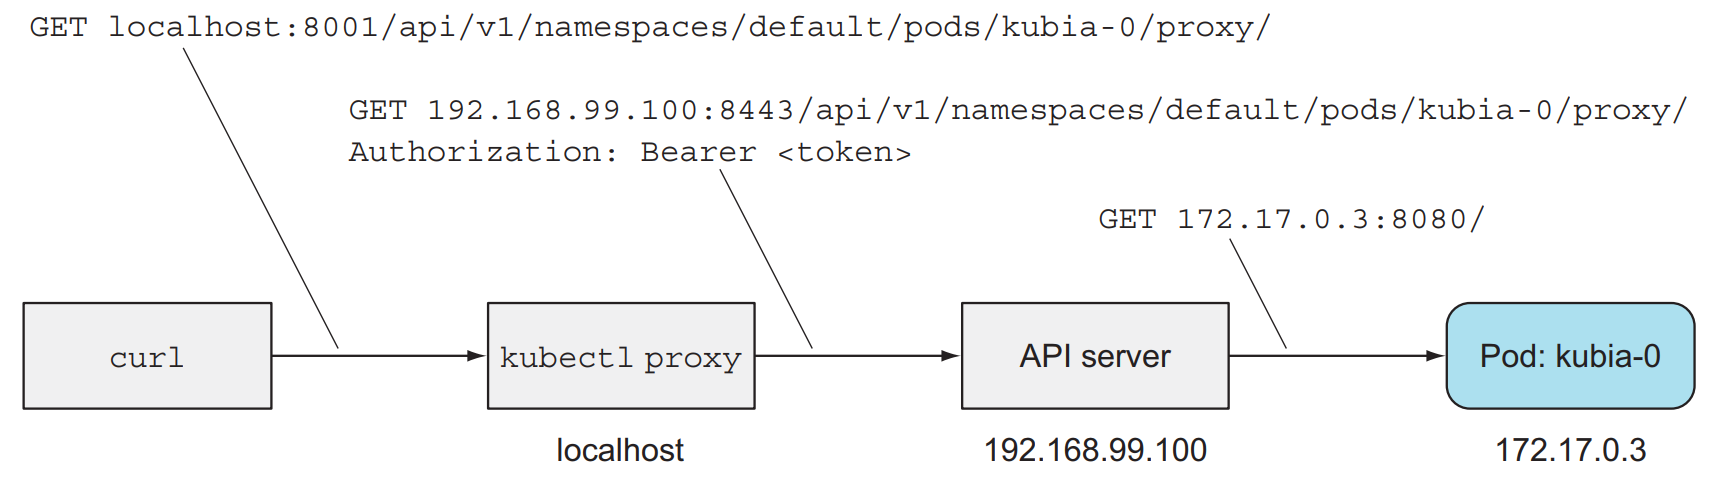 GET localhost:8001/api/v1/namespaces/default/pods/kubia-0/proxy/
GET 192.168.99.100:8443/api/v1/namespaces/default/pods/kubia-0/proxy/
Authorization: Bearer <token>
GET 172.17.0.3:8080/
curl
kubectl proxy
API server
Pod: kubia-0
localhost
192.168.99.100
172.17.0.3